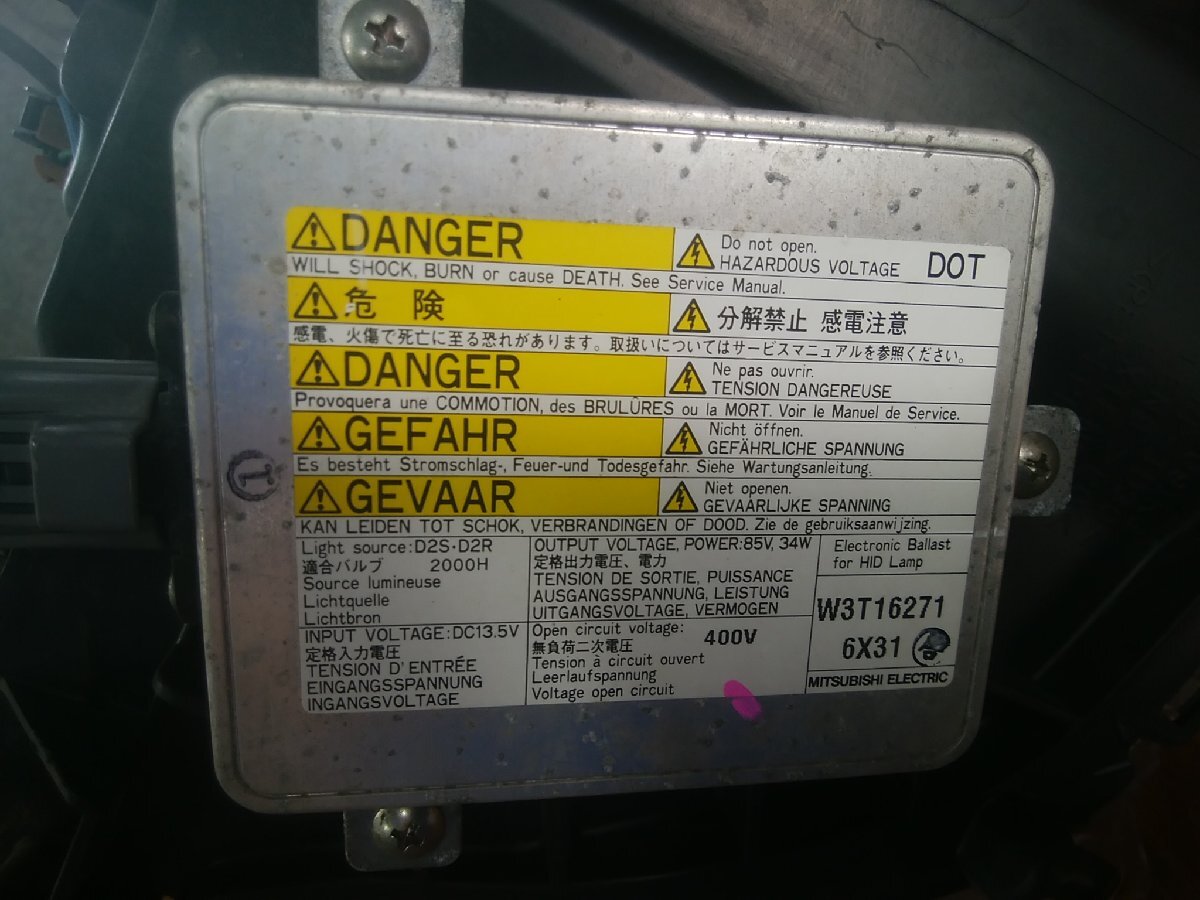 DANGER
Do not open.
HAZARDOUS VOLTAGE
DOT
WILL SHOCK, BURN or cause DEATH. See Service Manual.
危 険
分解禁止 感電注意
感電、火傷で死亡に至る恐れがあります。取扱いについてはサービスマニュアルを参照ください。
DANGER
Ne pas ouvrir.
TENSION DANGEREUSE
Provoquera une COMMOTION, des BRULÛRES ou la MORT. Voir le Manuel de Service.
GEFAHR
Nicht öffnen.
GEFÄHRLICHE SPANNUNG
Es besteht Stromschlag-, Feuer-und Todesgefahr. Siehe Wartungsanleitung.
GEVAAR
Niet openen.
GEVAARLIJKE SPANNING
KAN LEIDEN TOT SCHOK, VERBRANDINGEN OF DOOD. Zie de gebruiksaanwijzing.
Light source:D2S·D2R
適合バルブ 2000H
Source lumineuse
Lichtquelle
Lichtbron
INPUT VOLTAGE:DC13.5V
定格入力電圧
TENSION D'ENTRÉE
EINGANGSSPANNUNG
INGANGSVOLTAGE
OUTPUT VOLTAGE, POWER:85V, 34W
定格出力電圧、電力
TENSION DE SORTIE, PUISSANCE
AUSGANGSSPANNUNG, LEISTUNG
UITGANGSVOLTAGE, VERMOGEN
Open circuit voltage: 400V
無負荷二次電圧
Tension à circuit ouvert
Leerlaufspannung
Voltage open circuit
Electronic Ballast
for HID Lamp
W3T16271
6X31
MITSUBISHI ELECTRIC